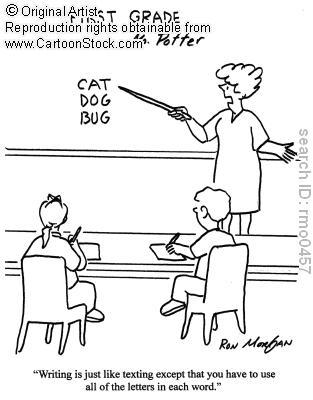 © Original Artist
Reproduction rights obtainable from
www.CartoonStock.com
FIRST GRADE
Ms. Potter
CAT
DOG
BUG
search ID: rmo0457
RON MORGAN
“Writing is just like texting except that you have to use
all of the letters in each word.”